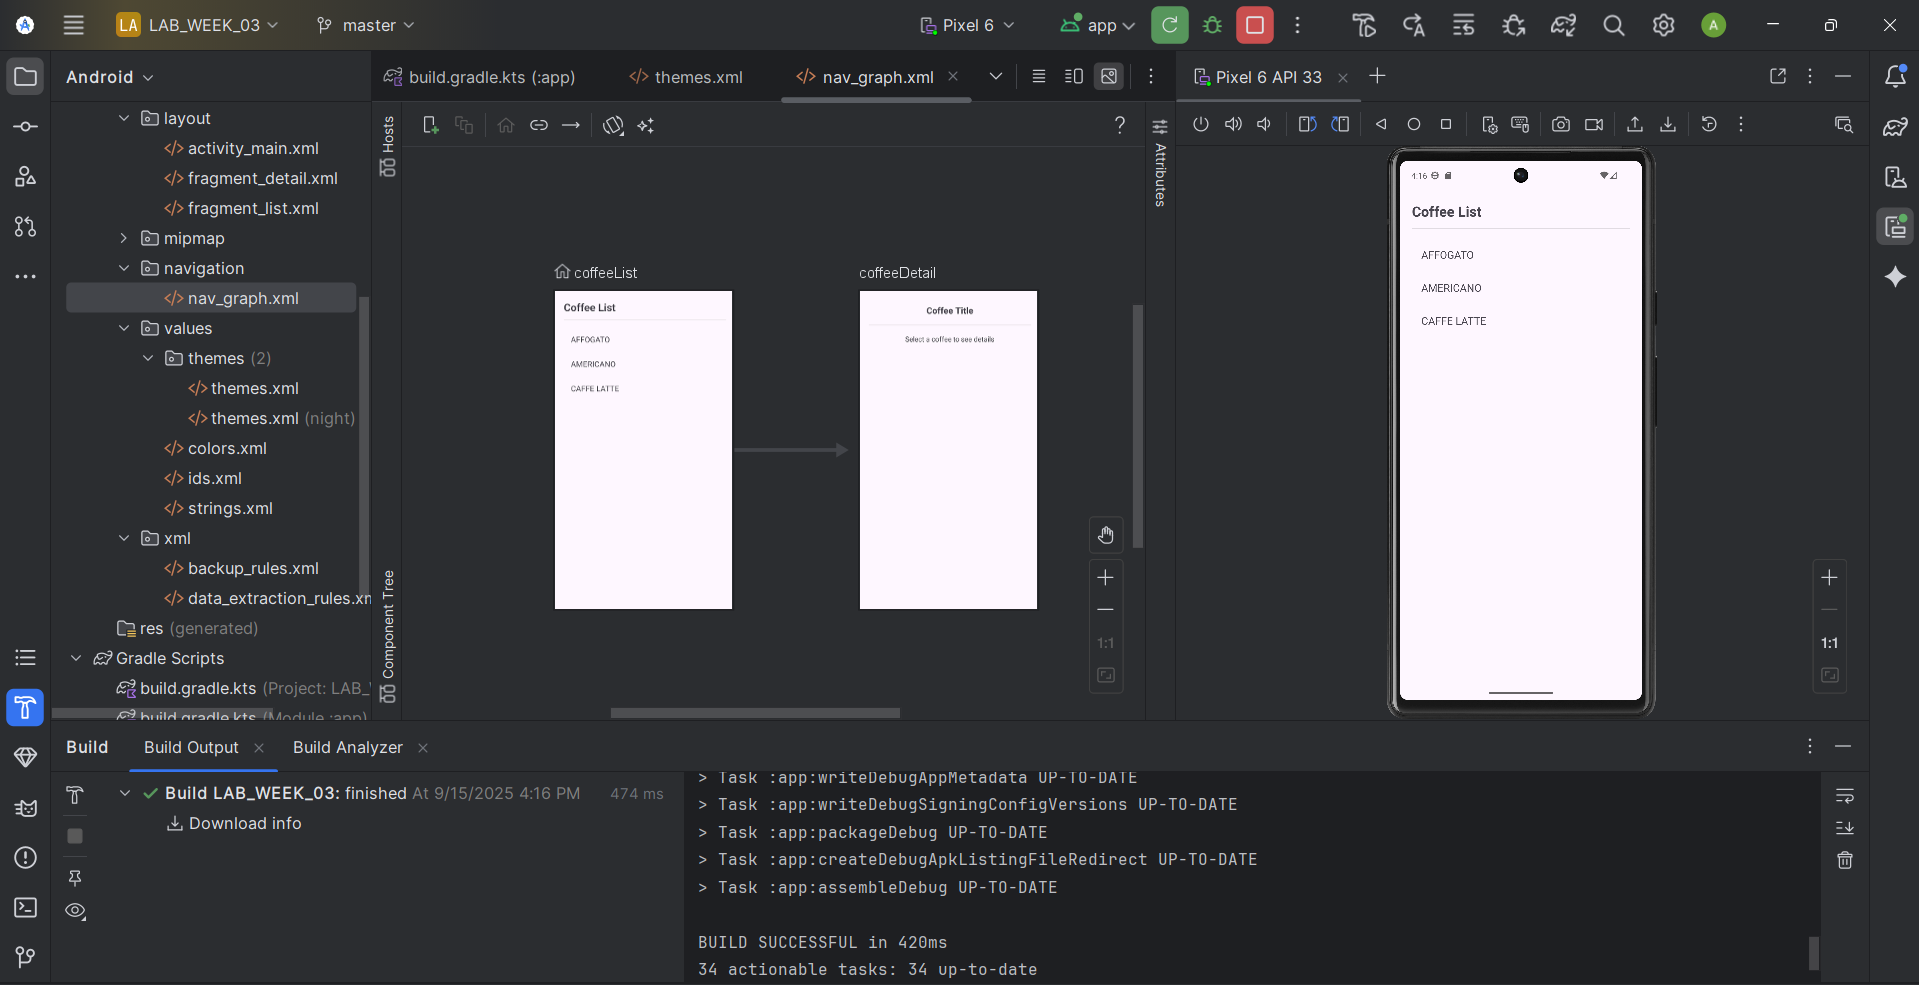 LA LAB_WEEK_03 master Pixel 6 app A
Android
layout
activity_main.xml
fragment_detail.xml
fragment_list.xml
mipmap
navigation
nav_graph.xml
values
themes (2)
themes.xml
themes.xml (night)
colors.xml
ids.xml
strings.xml
xml
backup_rules.xml
data_extraction_rules.xm
res (generated)
Gradle Scripts
build.gradle.kts (Project: LAB_
build.gradle.kts (Module :app)
build.gradle.kts (:app) themes.xml nav_graph.xml
Hosts
Component Tree
?
Attributes
coffeeList
Coffee List
AFFOGATO
AMERICANO
CAFFE LATTE
coffeeDetail
Coffee Title
Select a coffee to see details
1:1
Pixel 6 API 33
4:16
Coffee List
AFFOGATO
AMERICANO
CAFFE LATTE
1:1
Build Build Output Build Analyzer
Build LAB_WEEK_03: finished At 9/15/2025 4:16 PM 474 ms
Download info
> Task :app:writeDebugAppMetadata UP-TO-DATE
> Task :app:writeDebugSigningConfigVersions UP-TO-DATE
> Task :app:packageDebug UP-TO-DATE
> Task :app:createDebugApkListingFileRedirect UP-TO-DATE
> Task :app:assembleDebug UP-TO-DATE
BUILD SUCCESSFUL in 420ms
34 actionable tasks: 34 up-to-date